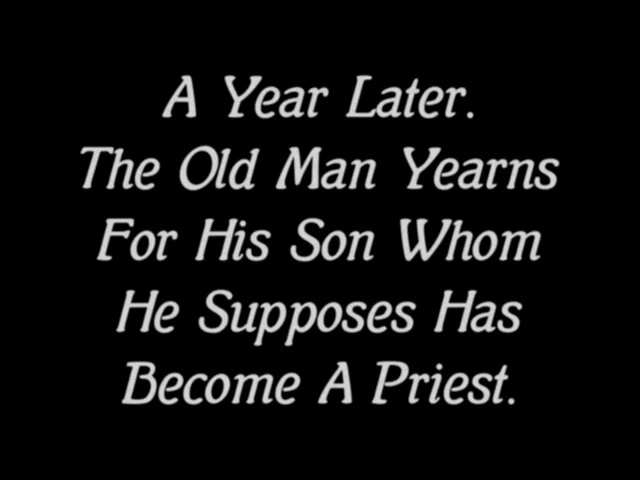 A Year Later.
The Old Man Yearns
For His Son Whom
He Supposes Has
Become A Priest.